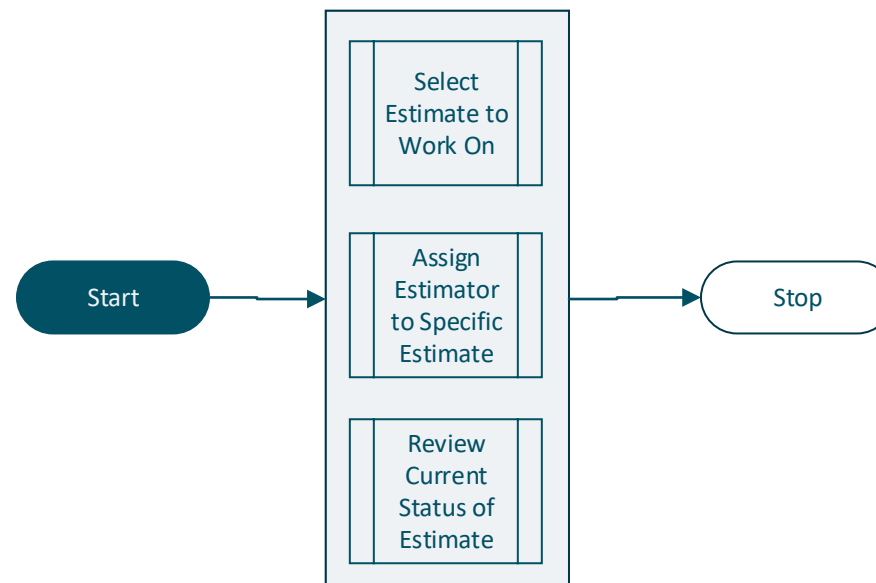 Start
Select
Estimate to
Work On
Assign
Estimator
to Specific
Estimate
Review
Current
Status of
Estimate
Stop